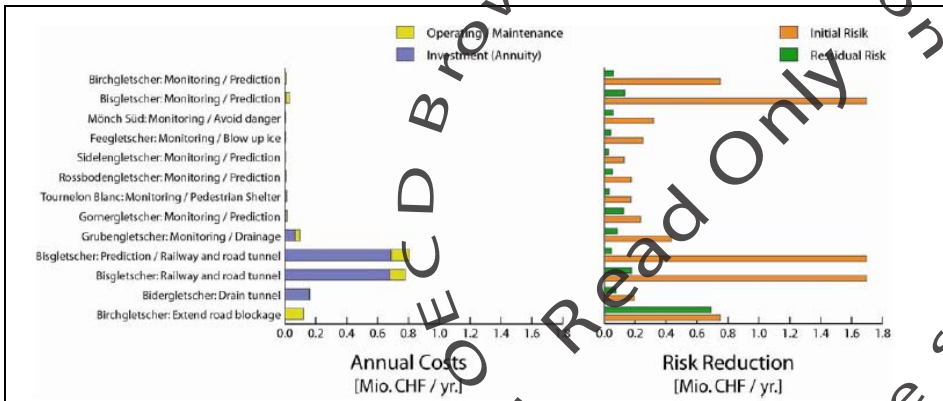 Operating / Maintenance
Investment (Annuity)
Initial Risik
Residual Risk
Birchgletscher: Monitoring / Prediction
Bisgletscher: Monitoring / Prediction
Mönch Süd: Monitoring / Avoid danger
Feegletscher: Monitoring / Blow up ice
Sidelengletscher: Monitoring / Prediction
Rossbodengletscher: Monitoring / Prediction
Tournelon Blanc: Monitoring / Pedestrian Shelter
Gornergletscher: Monitoring / Prediction
Grubengletscher: Monitoring / Drainage
Bisgletscher: Prediction / Railway and road tunnel
Bisgletscher: Railway and road tunnel
Bidergletscher: Drain tunnel
Birchgletscher: Extend road blockage
0.0 0.2 0.4 0.6 0.8 1.0 1.2 1.4 1.6 1.8
0.0 0.2 0.4 0.6 0.8 1.0 1.2 1.4 1.6 1.8
Annual Costs
[Mio. CHF / yr.]
Risk Reduction
[Mio. CHF / yr.]
OECD Brow
Read Only